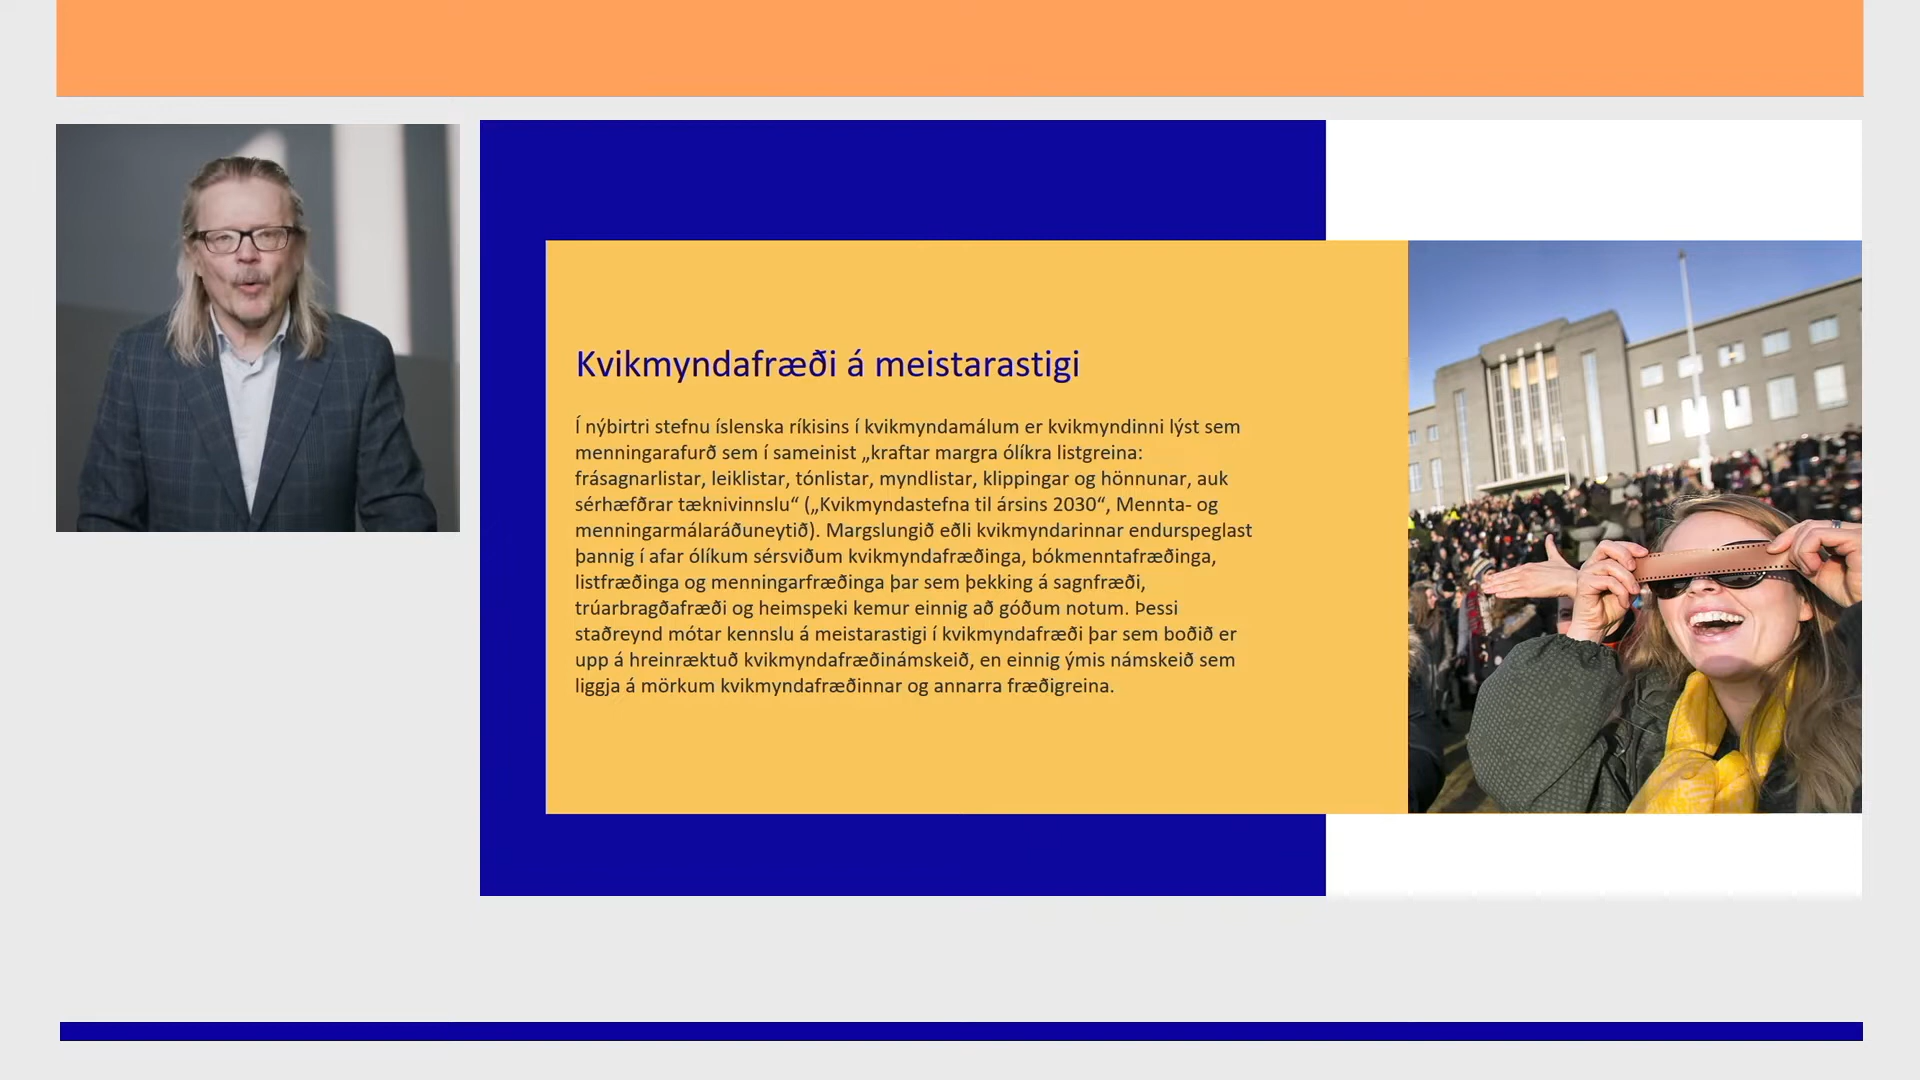 Kvikmyndafræði á meistarastigi
Í nýbirtri stefnu íslenska ríkisins í kvikmyndamálum er kvikmyndinni lýst sem
menningarafurð sem í sameinist „kraftar margra ólíkra listgreina:
frásagnarlistar, leiklistar, tónlistar, myndlistar, klippingar og hönnunar, auk
sérhæfðrar tæknivinnslu“ („Kvikmyndastefna til ársins 2030“, Mennta- og
menningarmálaráðuneytið). Margslungið eðli kvikmyndarinnar endurspeglast
þannig í afar ólíkum sérsviðum kvikmyndafræðinga, bókmenntafræðinga,
listfræðinga og menningarfræðinga þar sem þekking á sagnfræði,
trúarbragðafræði og heimspeki kemur einnig að góðum notum. Þessi
staðreynd mótar kennslu á meistarastigi í kvikmyndafræði þar sem boðið er
upp á hreinræktuð kvikmyndafræðinámskeið, en einnig ýmis námskeið sem
liggja á mörkum kvikmyndafræðinnar og annarra fræðigreina.